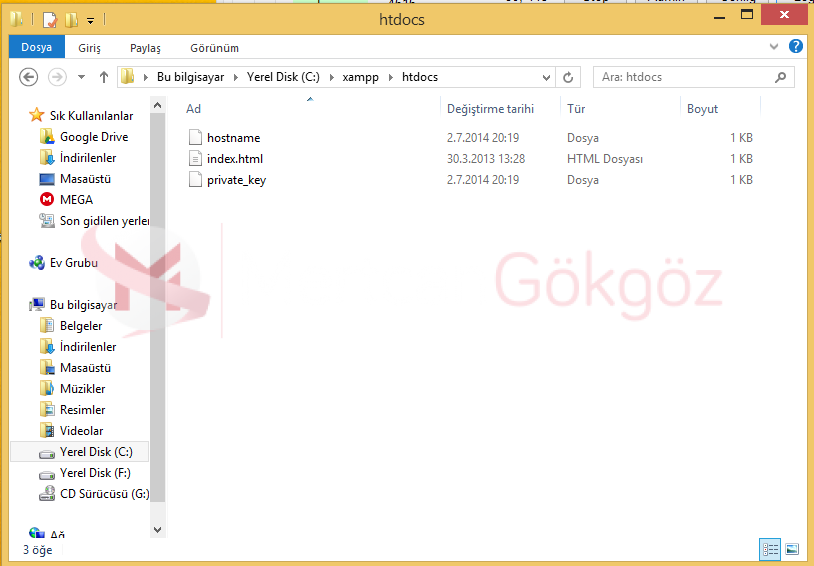 htdocs
Dosya Giriş Paylaş Görünüm
Bu bilgisayar Yerel Disk (C:) xampp htdocs
Ara: htdocs
Ad Değiştirme tarihi Tür Boyut
hostname 2.7.2014 20:19 Dosya 1 KB
index.html 30.3.2013 13:28 HTML Dosyası 1 KB
private_key 2.7.2014 20:19 Dosya 1 KB
Sık Kullanılanlar
Google Drive
İndirilenler
Masaüstü
MEGA
Son gidilen yerler
Ev Grubu
Bu bilgisayar
Belgeler
İndirilenler
Masaüstü
Müzikler
Resimler
Videolar
Yerel Disk (C:)
Yerel Disk (F:)
CD Sürücüsü (G:)
Ağ
3 öğe
M Gökgöz